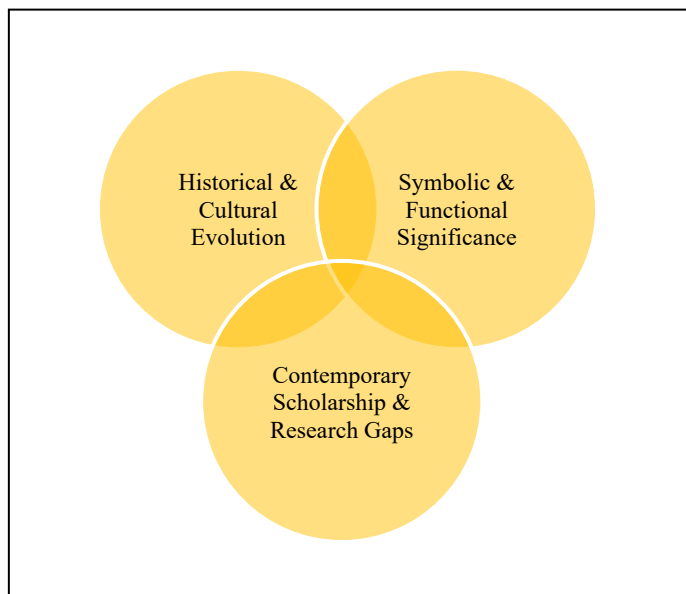 Historical &
Cultural
Evolution
Symbolic &
Functional
Significance
Contemporary
Scholarship &
Research Gaps